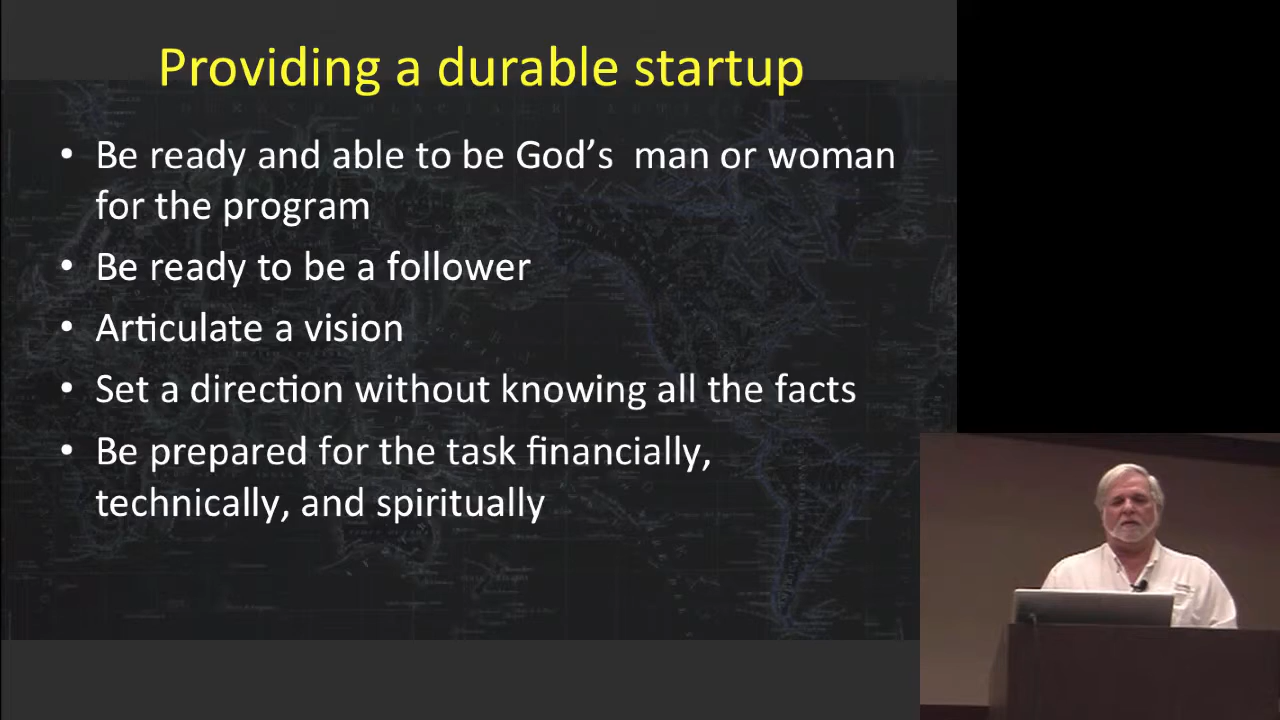 Providing a durable startup
• Be ready and able to be God’s  man or woman
for the program
• Be ready to be a follower
• Articulate a vision
• Set a direction without knowing all the facts
• Be prepared for the task financially,
technically, and spiritually